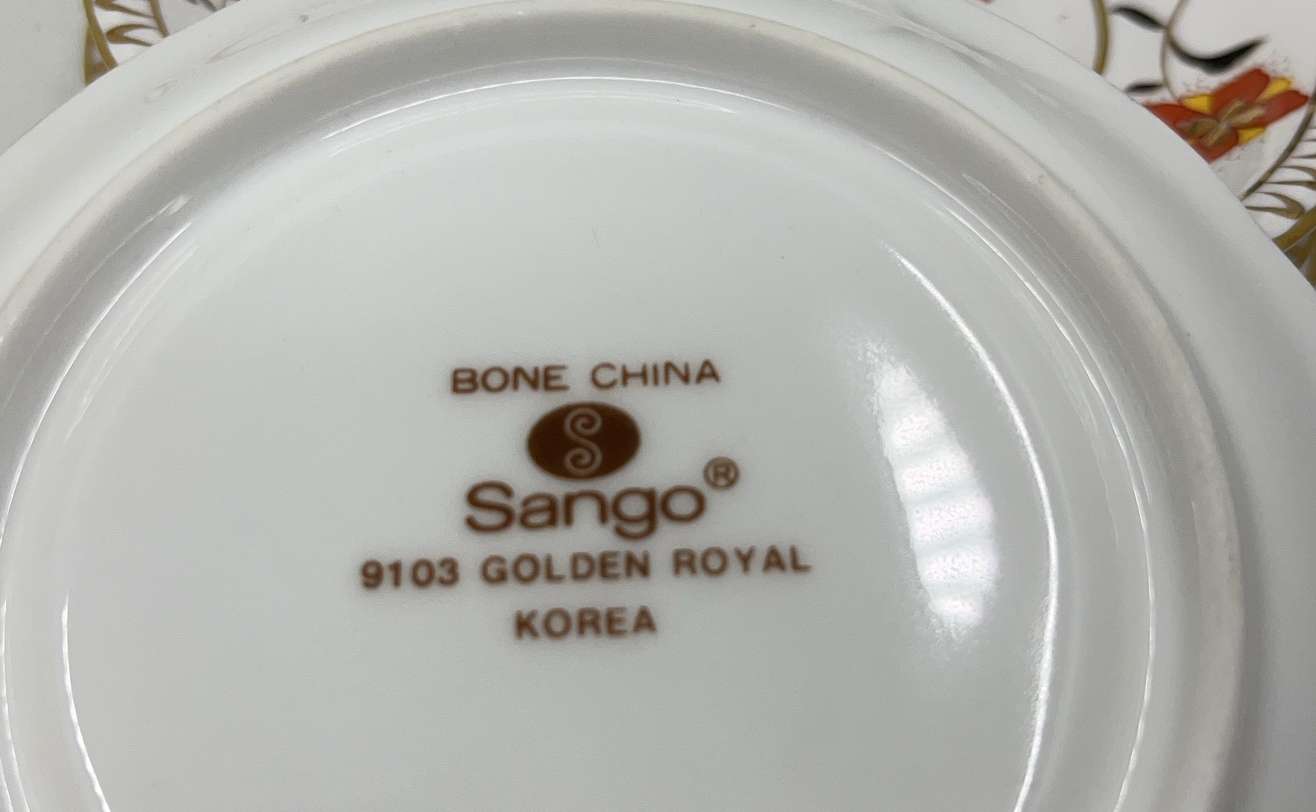 BONE CHINA
S
Sango®
9103 GOLDEN ROYAL
KOREA